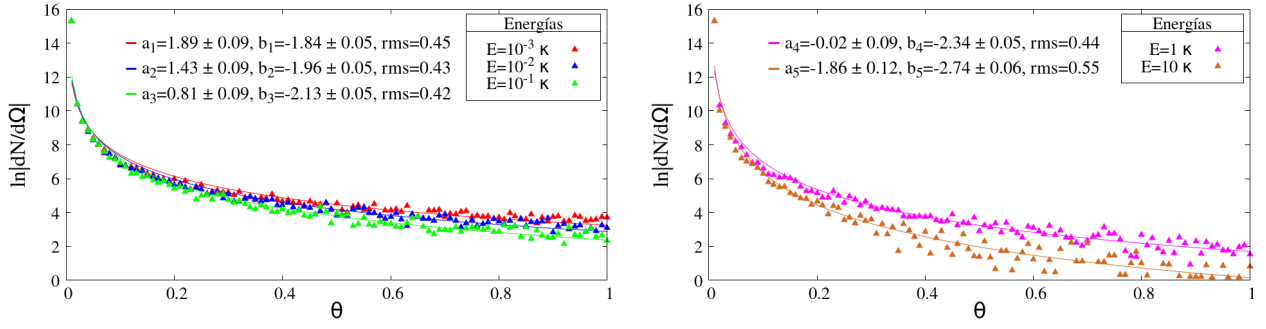 Energías
E=10⁻³ κ
E=10⁻² κ
E=10⁻¹ κ
a₁=1.89 ± 0.09, b₁=-1.84 ± 0.05, rms=0.45
a₂=1.43 ± 0.09, b₂=-1.96 ± 0.05, rms=0.43
a₃=0.81 ± 0.09, b₃=-2.13 ± 0.05, rms=0.42
ln|dN/dΩ|
16
14
12
10
8
6
4
2
0
0 0.2 0.4 0.6 0.8 1
θ
Energías
E=1 κ
E=10 κ
a₄=-0.02 ± 0.09, b₄=-2.34 ± 0.05, rms=0.44
a₅=-1.86 ± 0.12, b₅=-2.74 ± 0.06, rms=0.55
ln|dN/dΩ|
16
14
12
10
8
6
4
2
0
0 0.2 0.4 0.6 0.8 1
θ